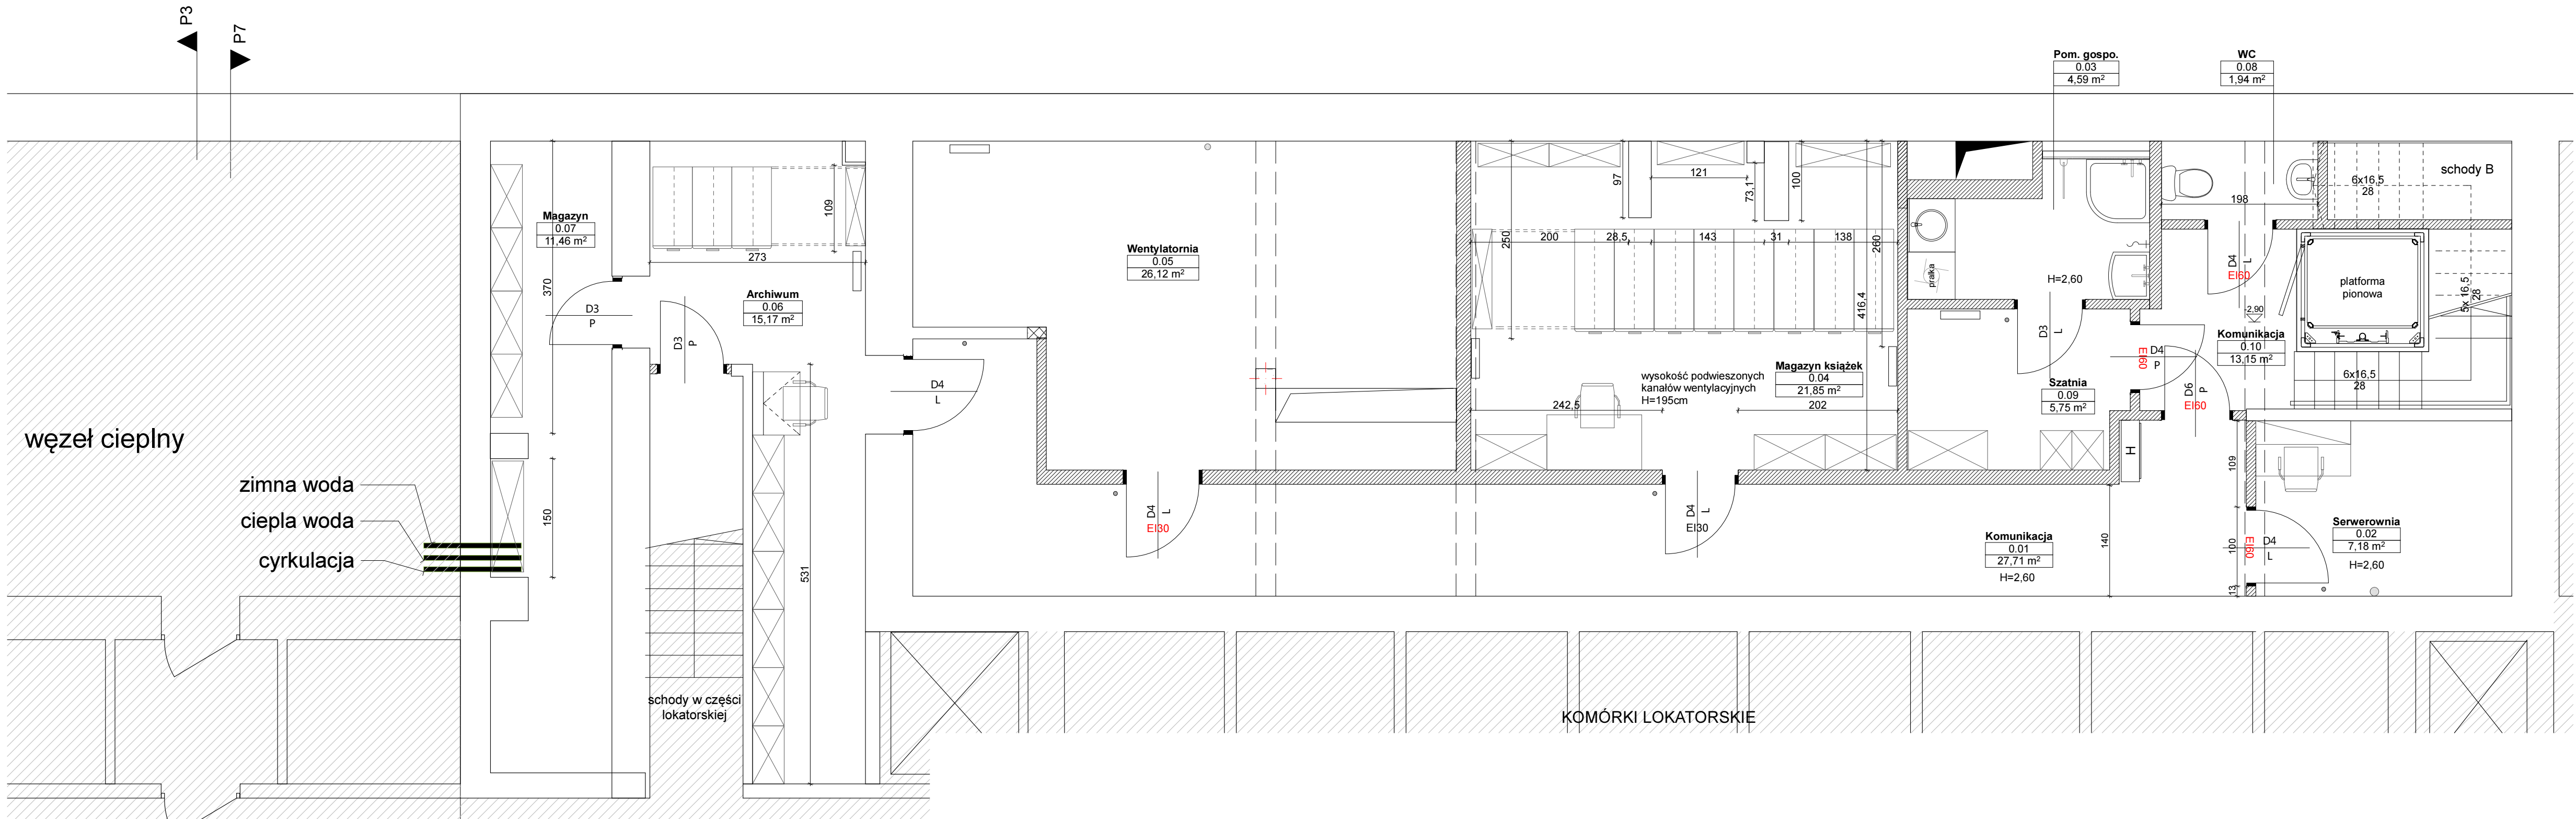 P3
P7
Pom. gospo.
0.03
4,59 m²
WC
0.08
1,94 m²
schody B
6x16,5
28
198
121
97
73,1
100
109
Magazyn
0.07
11,46 m²
Wentylatornia
0.05
26,12 m²
200
28,5
143
31
138
250
260
273
370
D3
P
Archiwum
0.06
15,17 m²
D3
P
pralka
H=2,60
D4
L
EI60
platforma
pionowa
5x 16,5
28
-2,90
416,4
D3
L
Komunikacja
0.10
13,15 m²
D4
P
EI60
D6
P
EI60
6x16,5
28
wysokość podwieszonych
kanałów wentylacyjnych
H=195cm
Magazyn książek
0.04
21,85 m²
Szatnia
0.09
5,75 m²
D4
L
242,5
202
węzeł cieplny
H
109
zimna woda
ciepla woda
cyrkulacja
150
D4
L
EI30
D4
L
EI30
Komunikacja
0.01
27,71 m²
H=2,60
140
100
13
EI60
D4
L
Serwerownia
0.02
7,18 m²
H=2,60
531
schody w części
lokatorskiej
KOMÓRKI LOKATORSKIE